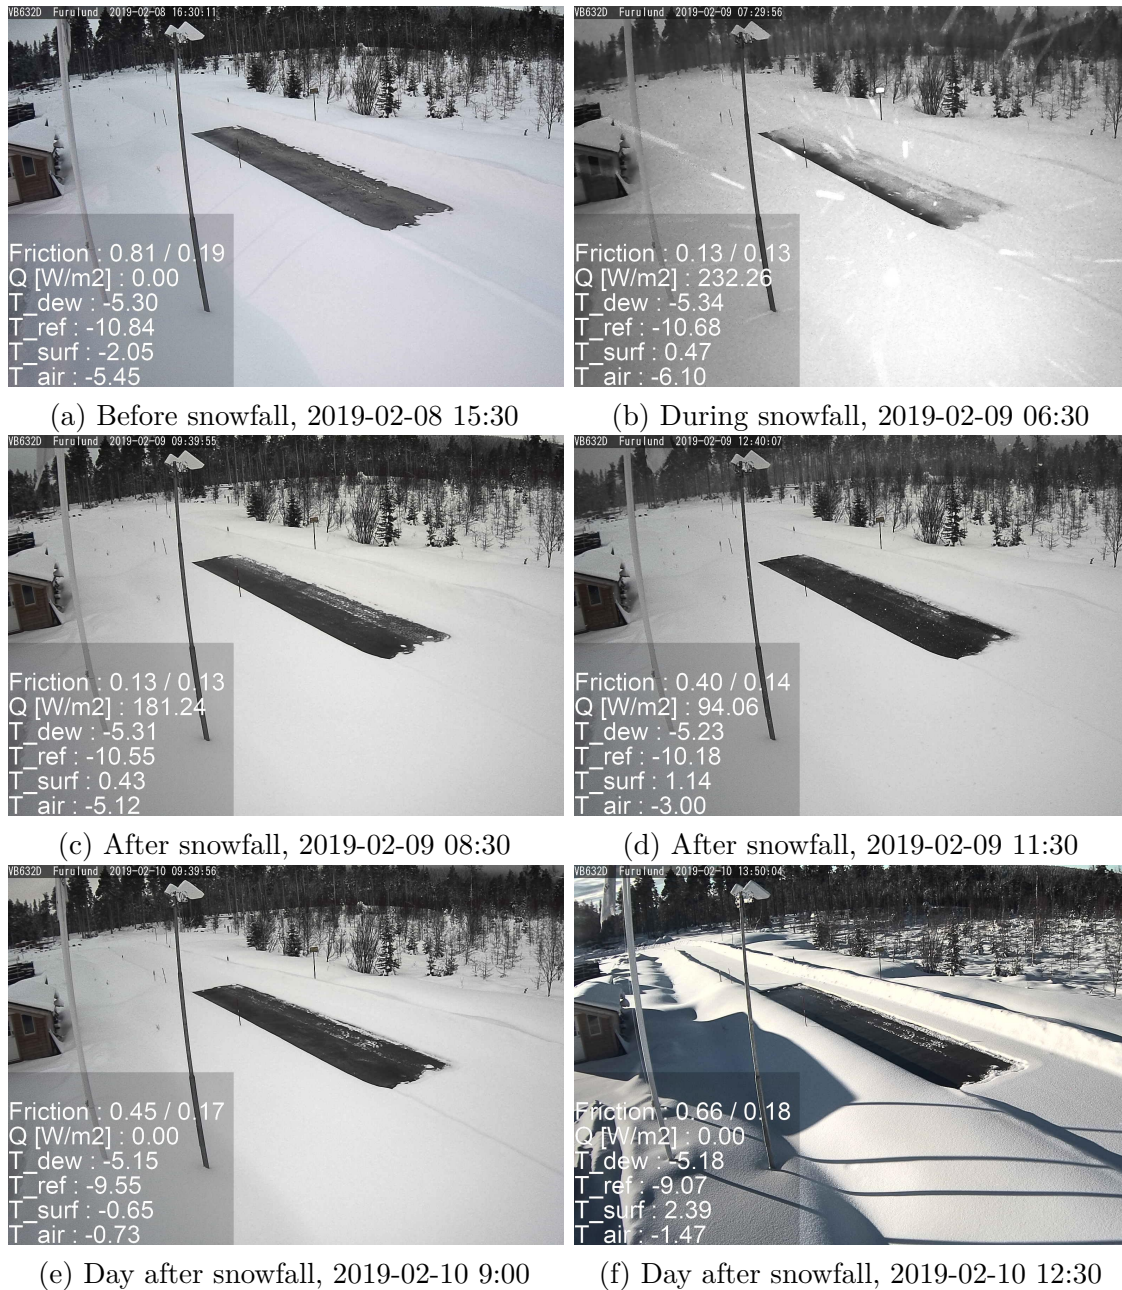 VB632D Furulund 2019-02-08 16:30:11
Friction : 0.81 / 0.19
Q [W/m2] : 0.00
T_dew : -5.30
T_ref : -10.84
T_surf : -2.05
T_air : -5.45
(a) Before snowfall, 2019-02-08 15:30
VB632D Furulund 2019-02-09 07:29:56
Friction : 0.13 / 0.13
Q [W/m2] : 232.26
T_dew : -5.34
T_ref : -10.68
T_surf : 0.47
T_air : -6.10
(b) During snowfall, 2019-02-09 06:30
VB632D Furulund 2019-02-09 09:39:55
Friction : 0.13 / 0.13
Q [W/m2] : 181.24
T_dew : -5.31
T_ref : -10.55
T_surf : 0.43
T_air : -5.12
(c) After snowfall, 2019-02-09 08:30
VB632D Furulund 2019-02-09 12:40:07
Friction : 0.40 / 0.14
Q [W/m2] : 94.06
T_dew : -5.23
T_ref : -10.18
T_surf : 1.14
T_air : -3.00
(d) After snowfall, 2019-02-09 11:30
VB632D Furulund 2019-02-10 09:39:56
Friction : 0.45 / 0.17
Q [W/m2] : 0.00
T_dew : -5.15
T_ref : -9.55
T_surf : -0.65
T_air : -0.73
(e) Day after snowfall, 2019-02-10 9:00
VB632D Furulund 2019-02-10 13:50:04
Friction : 0.66 / 0.18
Q [W/m2] : 0.00
T_dew : -5.18
T_ref : -9.07
T_surf : 2.39
T_air : -1.47
(f) Day after snowfall, 2019-02-10 12:30